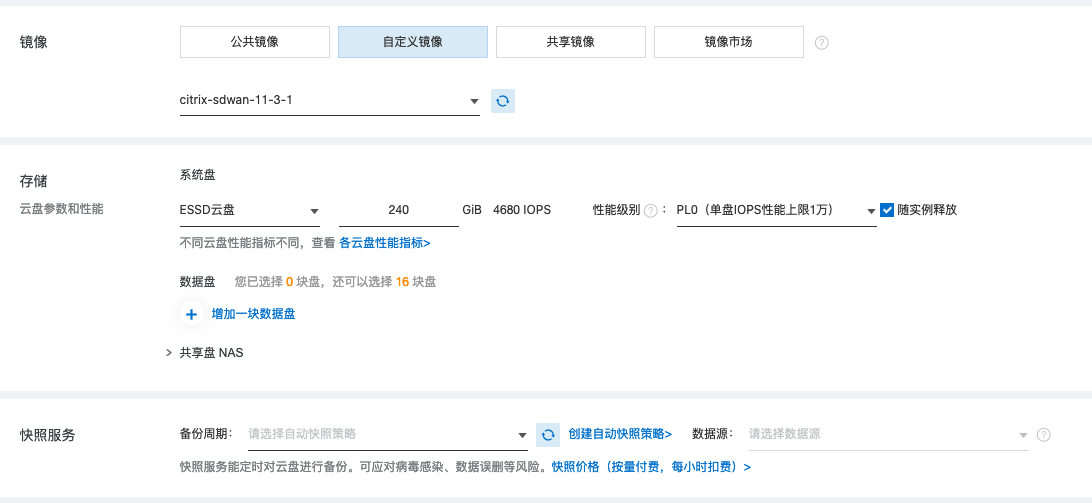 镜像 公共镜像 自定义镜像 共享镜像 镜像市场 ?
citrix-sdwan-11-3-1
存储 系统盘
云盘参数和性能 ESSD云盘 240 GiB 4680 IOPS 性能级别 ? : PL0（单盘IOPS性能上限1万） 随实例释放
不同云盘性能指标不同，查看 各云盘性能指标>
数据盘 您已选择 0 块盘，还可以选择 16 块盘
+ 增加一块数据盘
> 共享盘 NAS
快照服务 备份周期: 请选择自动快照策略 创建自动快照策略> 数据源: 请选择数据源 ?
快照服务能定时对云盘进行备份。可应对病毒感染、数据误删等风险。快照价格（按量付费，每小时扣费）>